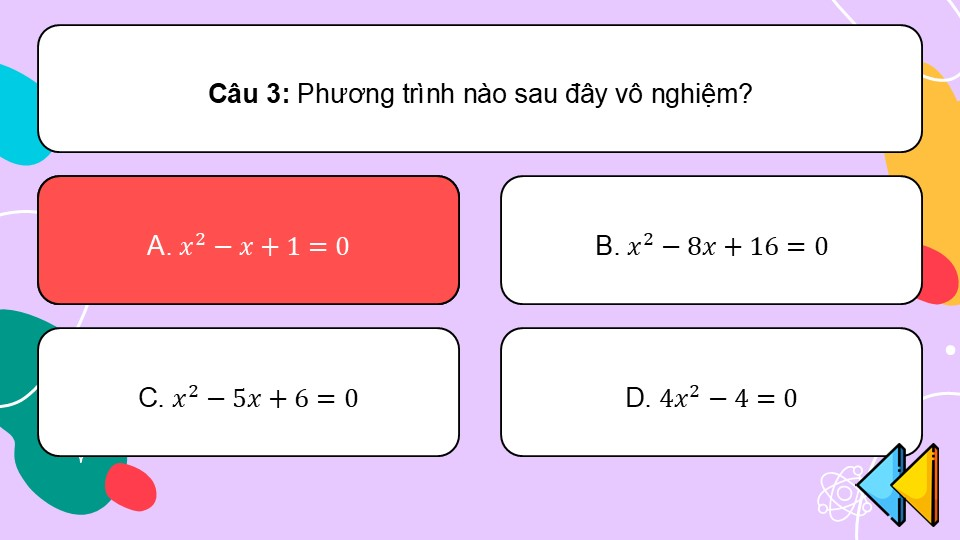 Câu 3: Phương trình nào sau đây vô nghiệm?
A. 𝑥² − 𝑥 + 1 = 0
B. 𝑥² − 8𝑥 + 16 = 0
C. 𝑥² − 5𝑥 + 6 = 0
D. 4𝑥² − 4 = 0